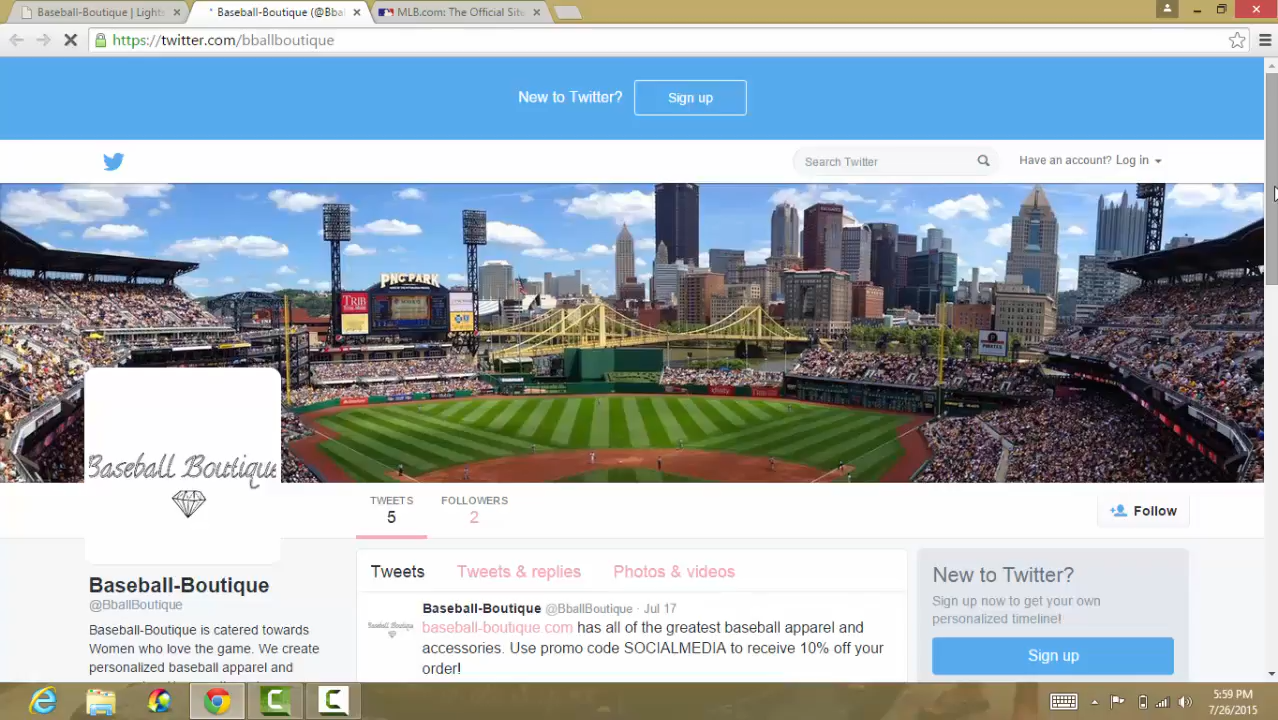 Baseball-Boutique | Lights
Baseball-Boutique (@Bbal
MLB.com: The Official Site
https://twitter.com/bballboutique
New to Twitter? Sign up
Search Twitter
Have an account? Log in
PNC PARK
TRIB
PIRATES
Baseball Boutique
TWEETS FOLLOWERS
5 2
Follow
Baseball-Boutique
@BballBoutique
Baseball-Boutique is catered towards
Women who love the game. We create
personalized baseball apparel and
Tweets Tweets & replies Photos & videos
Baseball-Boutique @BballBoutique · Jul 17
baseball-boutique.com has all of the greatest baseball apparel and
accessories. Use promo code SOCIALMEDIA to receive 10% off your
order!
New to Twitter?
Sign up now to get your own
personalized timeline!
Sign up
5:59 PM
7/26/2015